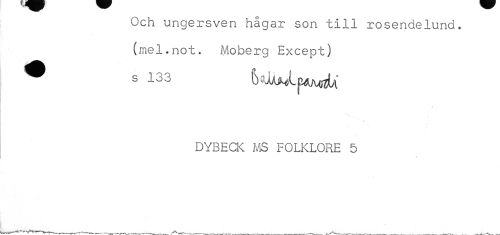 Och ungersven hågar son till rosendelund.
(mel.not. Moberg Except)
s 133 Balladparodi
DYBECK MS FOLKLORE 5